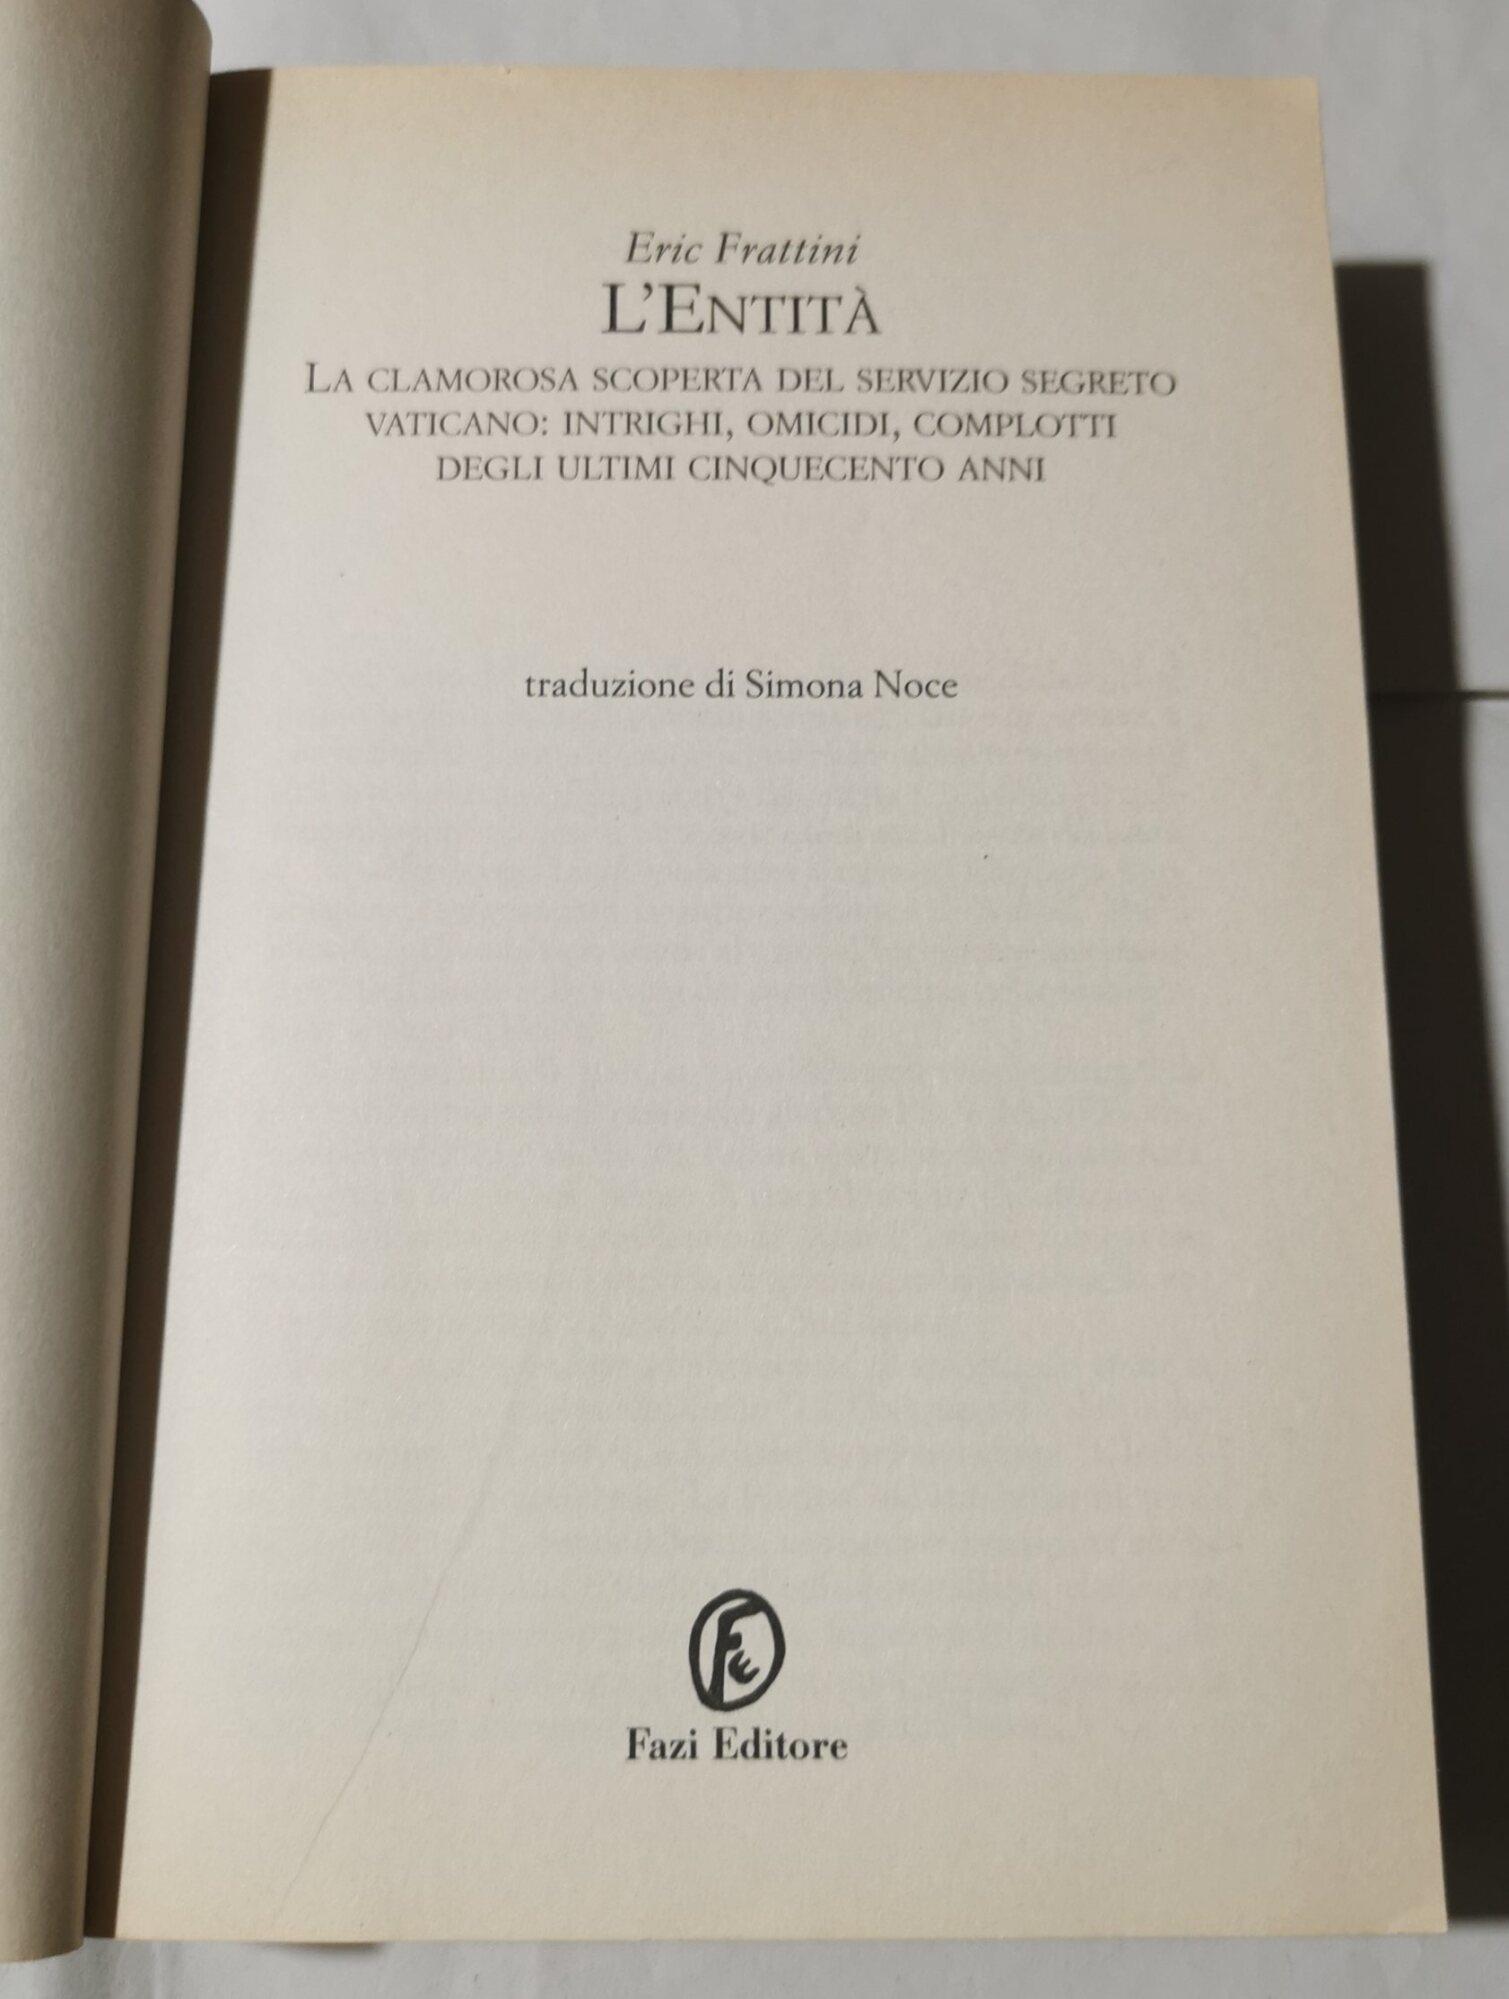 Eric Frattini
L'ENTITÀ
LA CLAMOROSA SCOPERTA DEL SERVIZIO SEGRETO
VATICANO: INTRIGHI, OMICIDI, COMPLOTTI
DEGLI ULTIMI CINQUECENTO ANNI
traduzione di Simona Noce
Fe
Fazi Editore